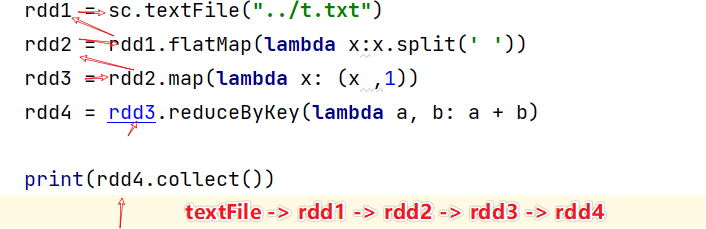 rdd1 = sc.textFile("../t.txt")
rdd2 = rdd1.flatMap(lambda x:x.split(' '))
rdd3 = rdd2.map(lambda x: (x ,1))
rdd4 = rdd3.reduceByKey(lambda a, b: a + b)
print(rdd4.collect())
textFile -> rdd1 -> rdd2 -> rdd3 -> rdd4